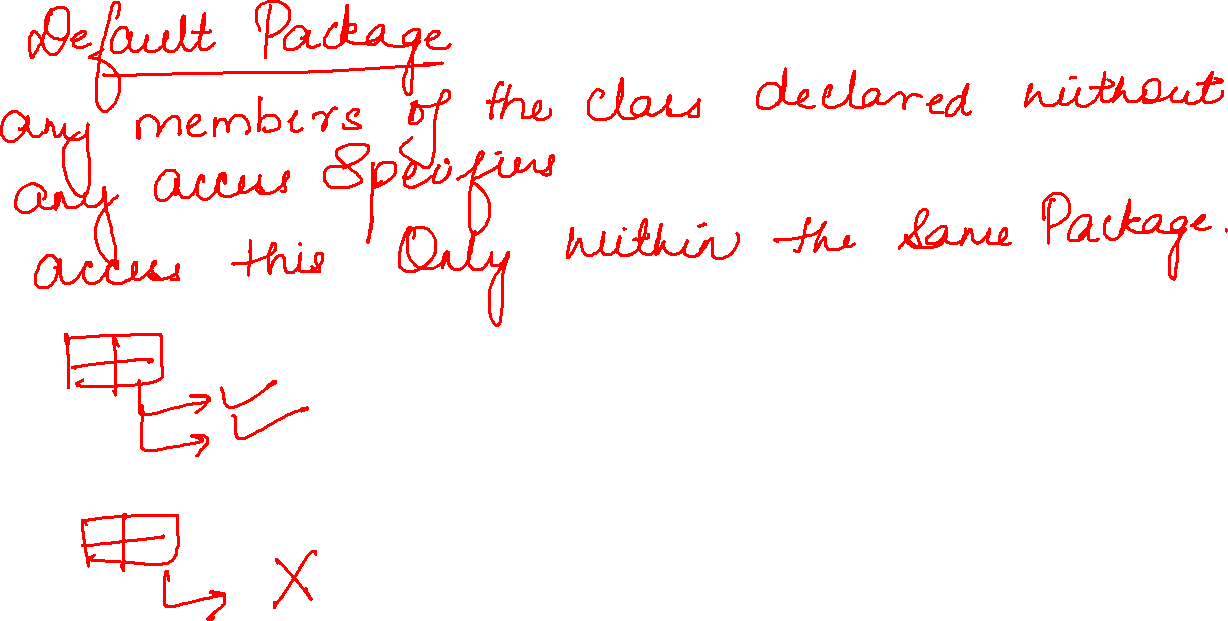 Default Package
any members of the class declared without
any access Specifiers
access this Only within the same Package.